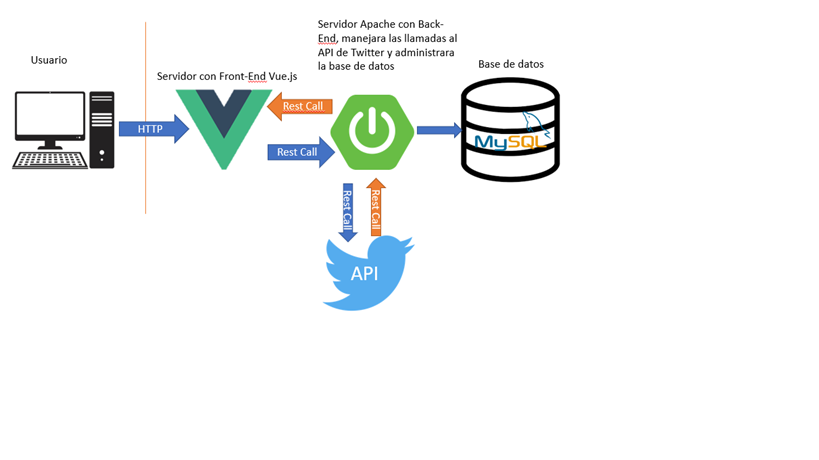 Servidor Apache con Back-
End, manejara las llamadas al
API de Twitter y administrara
la base de datos
Usuario
Base de datos
Servidor con Front-End Vue.js
Rest Call
HTTP
Rest Call
MySQL
Rest Call
Rest Call
API